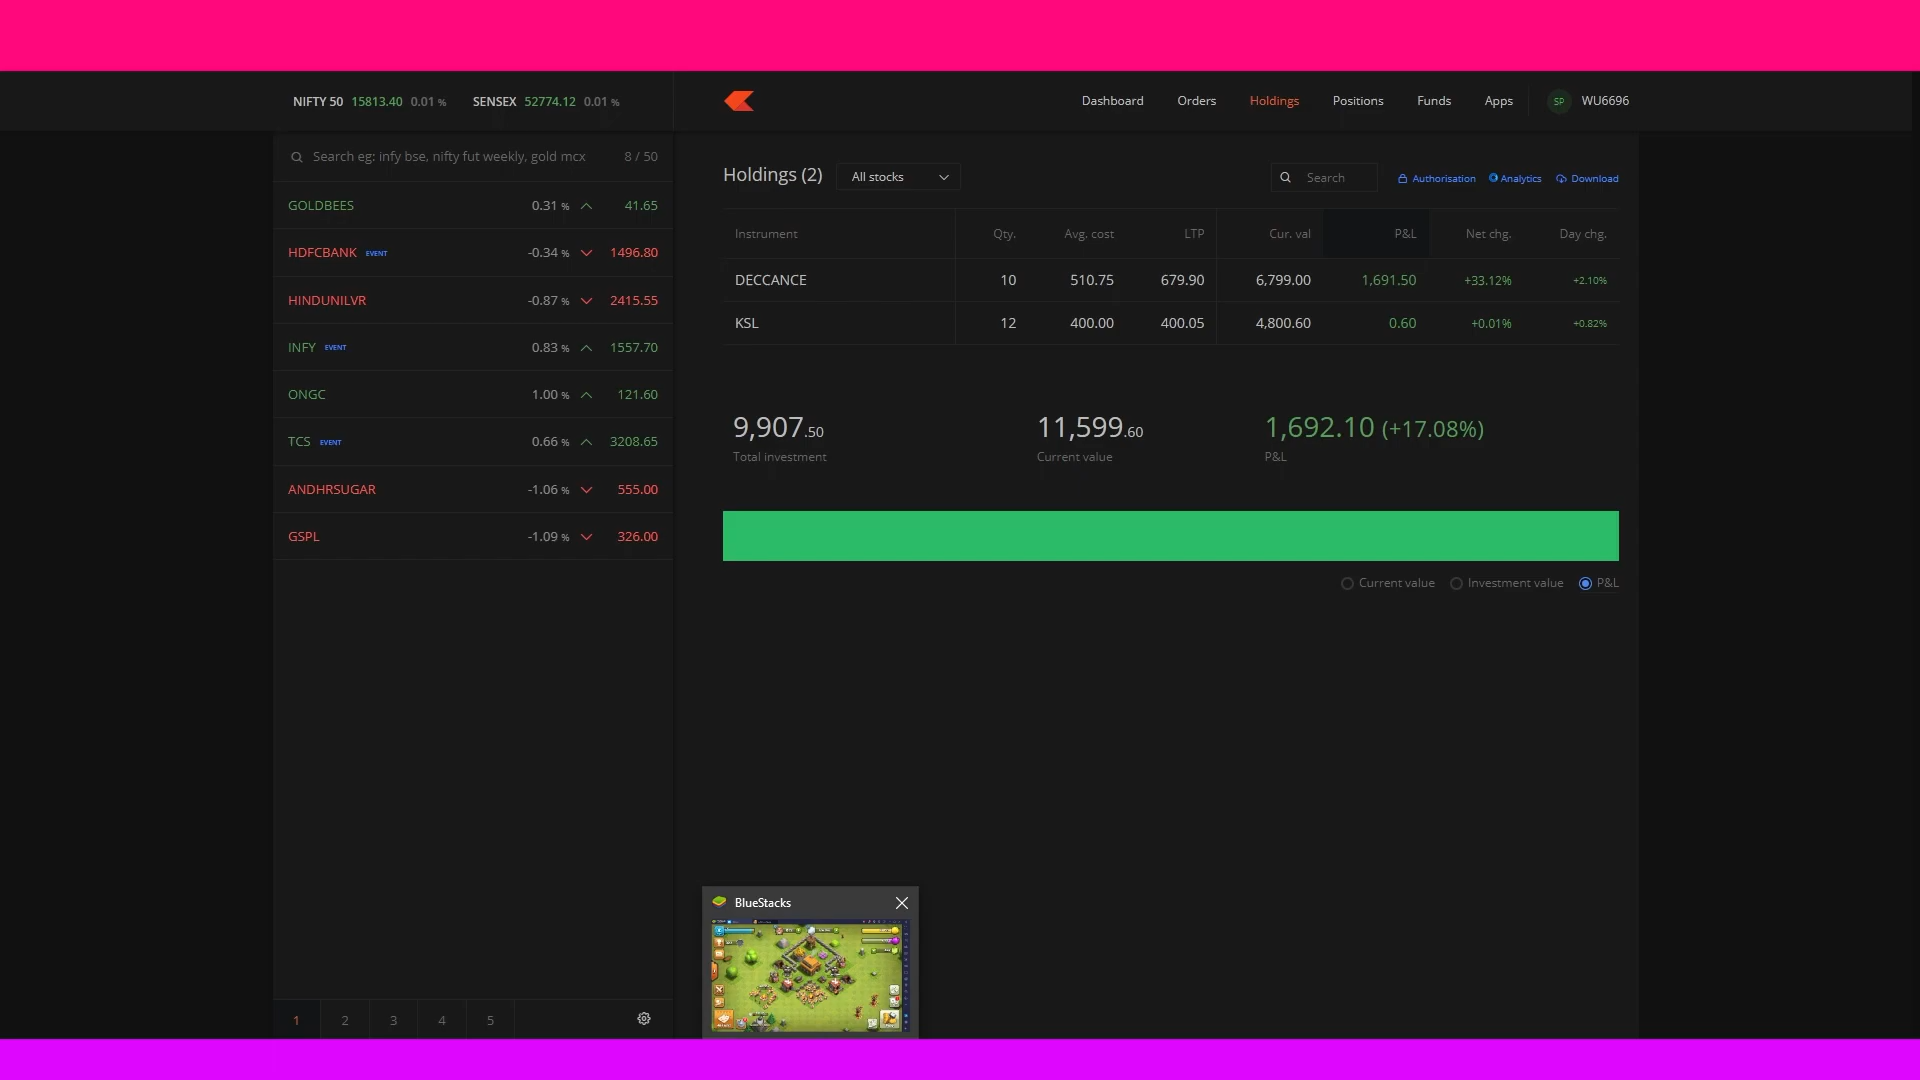 NIFTY 50 15813.40 0.01 % SENSEX 52774.12 0.01 %
Dashboard Orders Holdings Positions Funds Apps SP WU6696
Search eg: infy bse, nifty fut weekly, gold mcx 8 / 50
GOLDBEES 0.31 % 41.65
HDFCBANK EVENT -0.34 % 1496.80
HINDUNILVR -0.87 % 2415.55
INFY EVENT 0.83 % 1557.70
ONGC 1.00 % 121.60
TCS EVENT 0.66 % 3208.65
ANDHRSUGAR -1.06 % 555.00
GSPL -1.09 % 326.00
1 2 3 4 5
Holdings (2) All stocks Search Authorisation Analytics Download
Instrument Qty. Avg. cost LTP Cur. val P&L Net chg. Day chg.
DECCANCE 10 510.75 679.90 6,799.00 1,691.50 +33.12% +2.10%
KSL 12 400.00 400.05 4,800.60 0.60 +0.01% +0.82%
9,907.50 11,599.60 1,692.10 (+17.08%)
Total investment Current value P&L
Current value Investment value P&L
BlueStacks